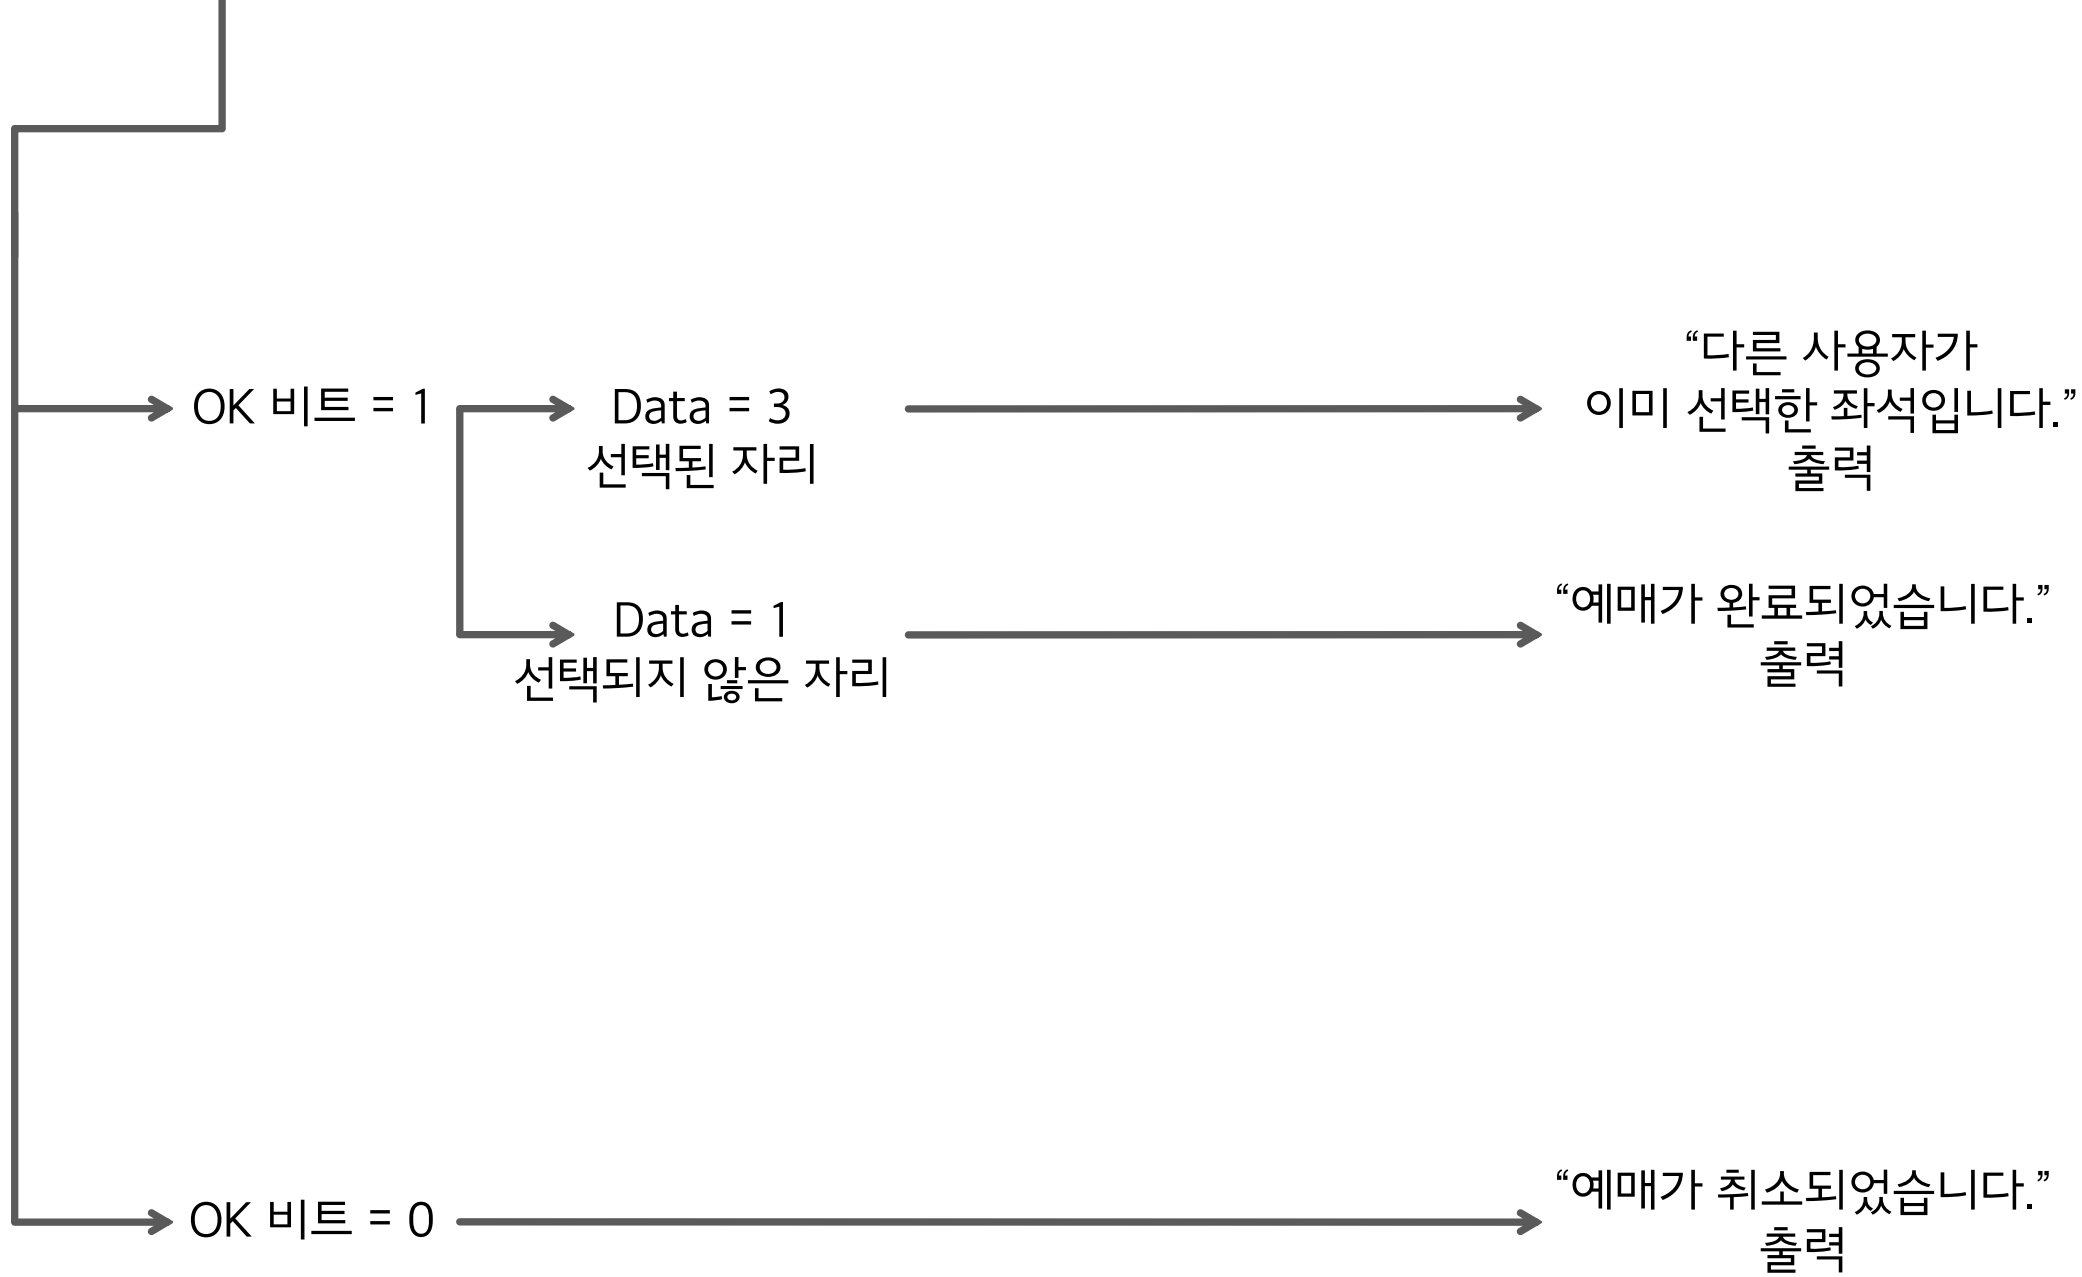 OK 비트 = 1
Data = 3
선택된 자리
“다른 사용자가
이미 선택한 좌석입니다.”
출력
Data = 1
선택되지 않은 자리
“예매가 완료되었습니다.”
출력
OK 비트 = 0
“예매가 취소되었습니다.”
출력